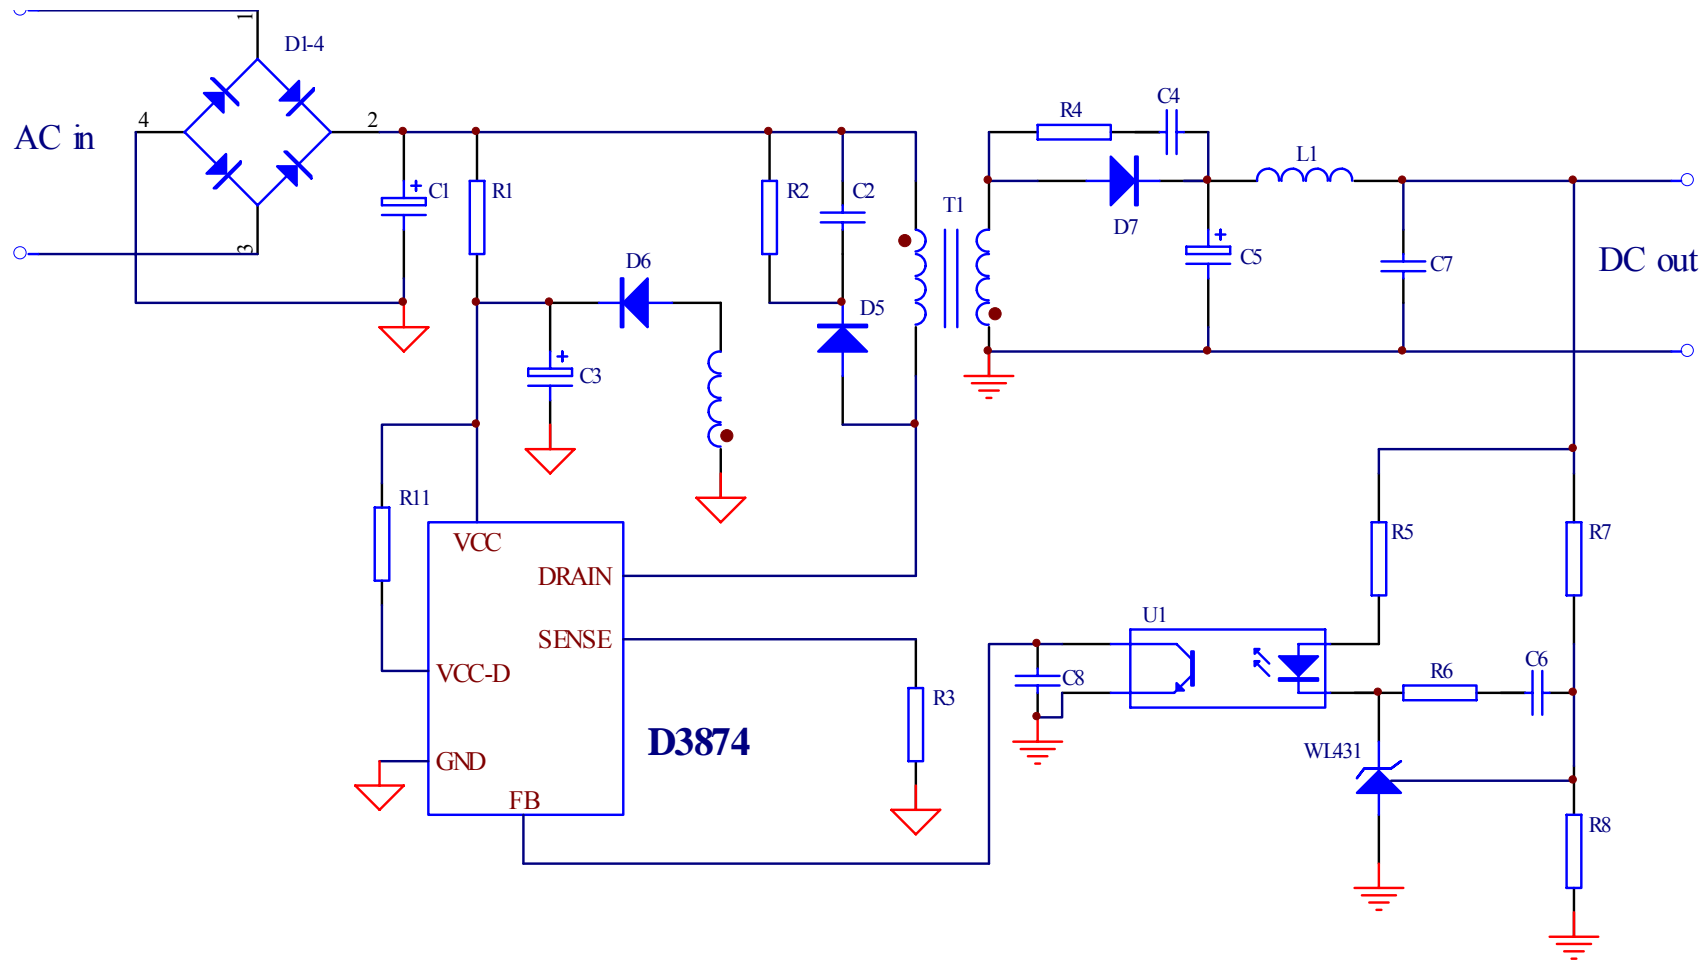 1
D1-4
AC in
4
2
3
C1
R1
R2
C2
D5
D6
C3
T1
R4
C4
D7
L1
C5
C7
DC out
R11
VCC
DRAIN
SENSE
VCC-D
GND
FB
D3874
R3
C8
U1
R5
R7
R6
C6
WL431
R8